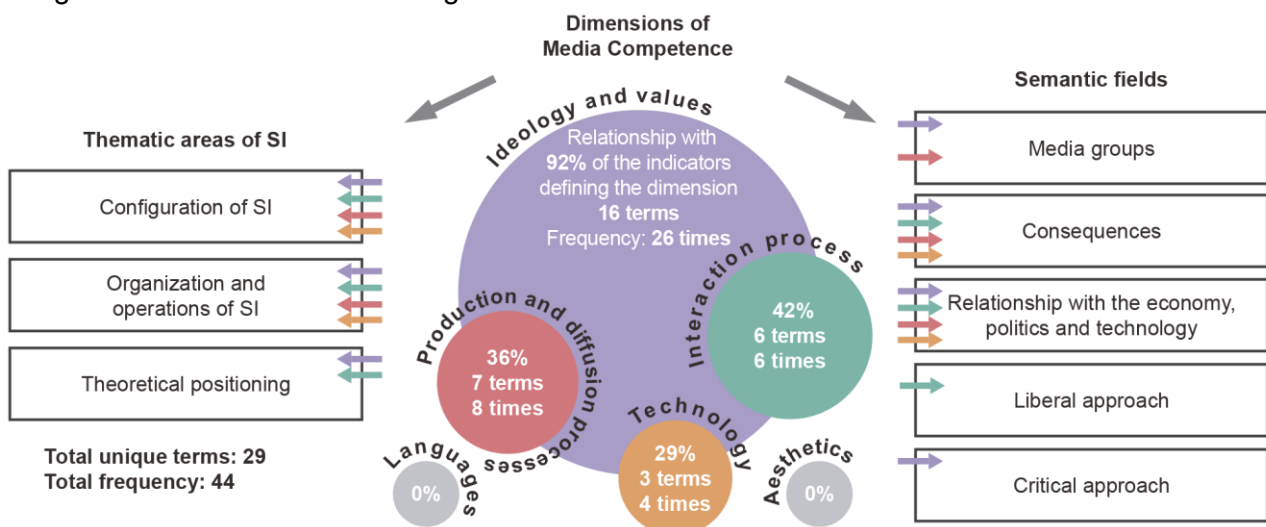 Dimensions of
Media Competence
Thematic areas of SI
Configuration of SI
Organization and
operations of SI
Theoretical positioning
Total unique terms: 29
Total frequency: 44
Ideology and values
Relationship with
92% of the indicators
defining the dimension
16 terms
Frequency: 26 times
Interaction process
42%
6 terms
6 times
Production and diffusion processes
36%
7 terms
8 times
Technology
29%
3 terms
4 times
Languages
0%
Aesthetics
0%
Semantic fields
Media groups
Consequences
Relationship with the economy,
politics and technology
Liberal approach
Critical approach